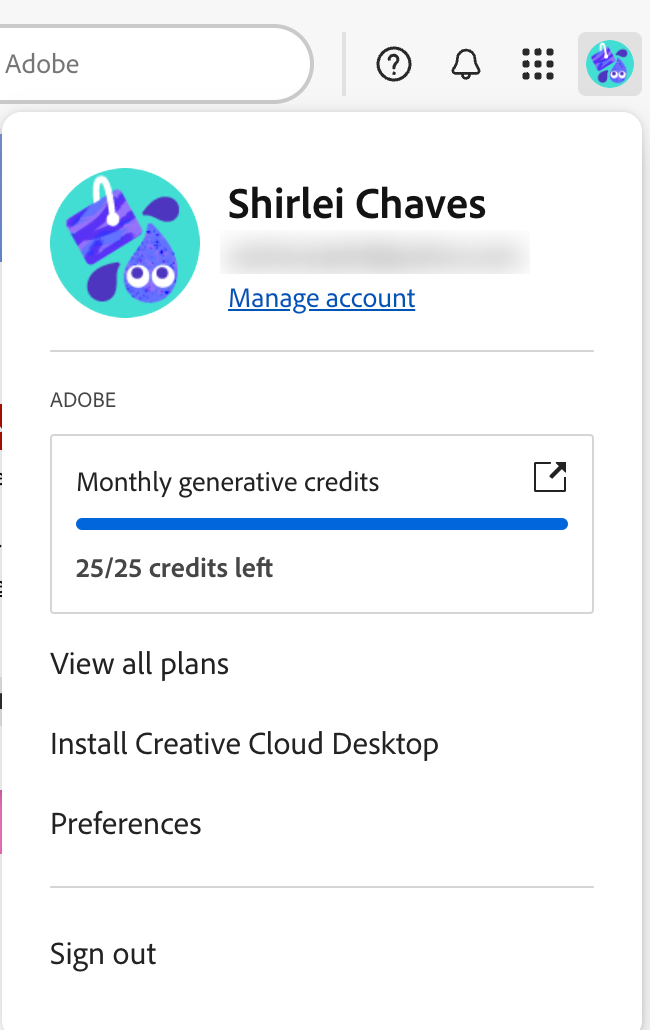 Adobe
Shirlei Chaves
Manage account
ADOBE
Monthly generative credits
25/25 credits left
View all plans
Install Creative Cloud Desktop
Preferences
Sign out